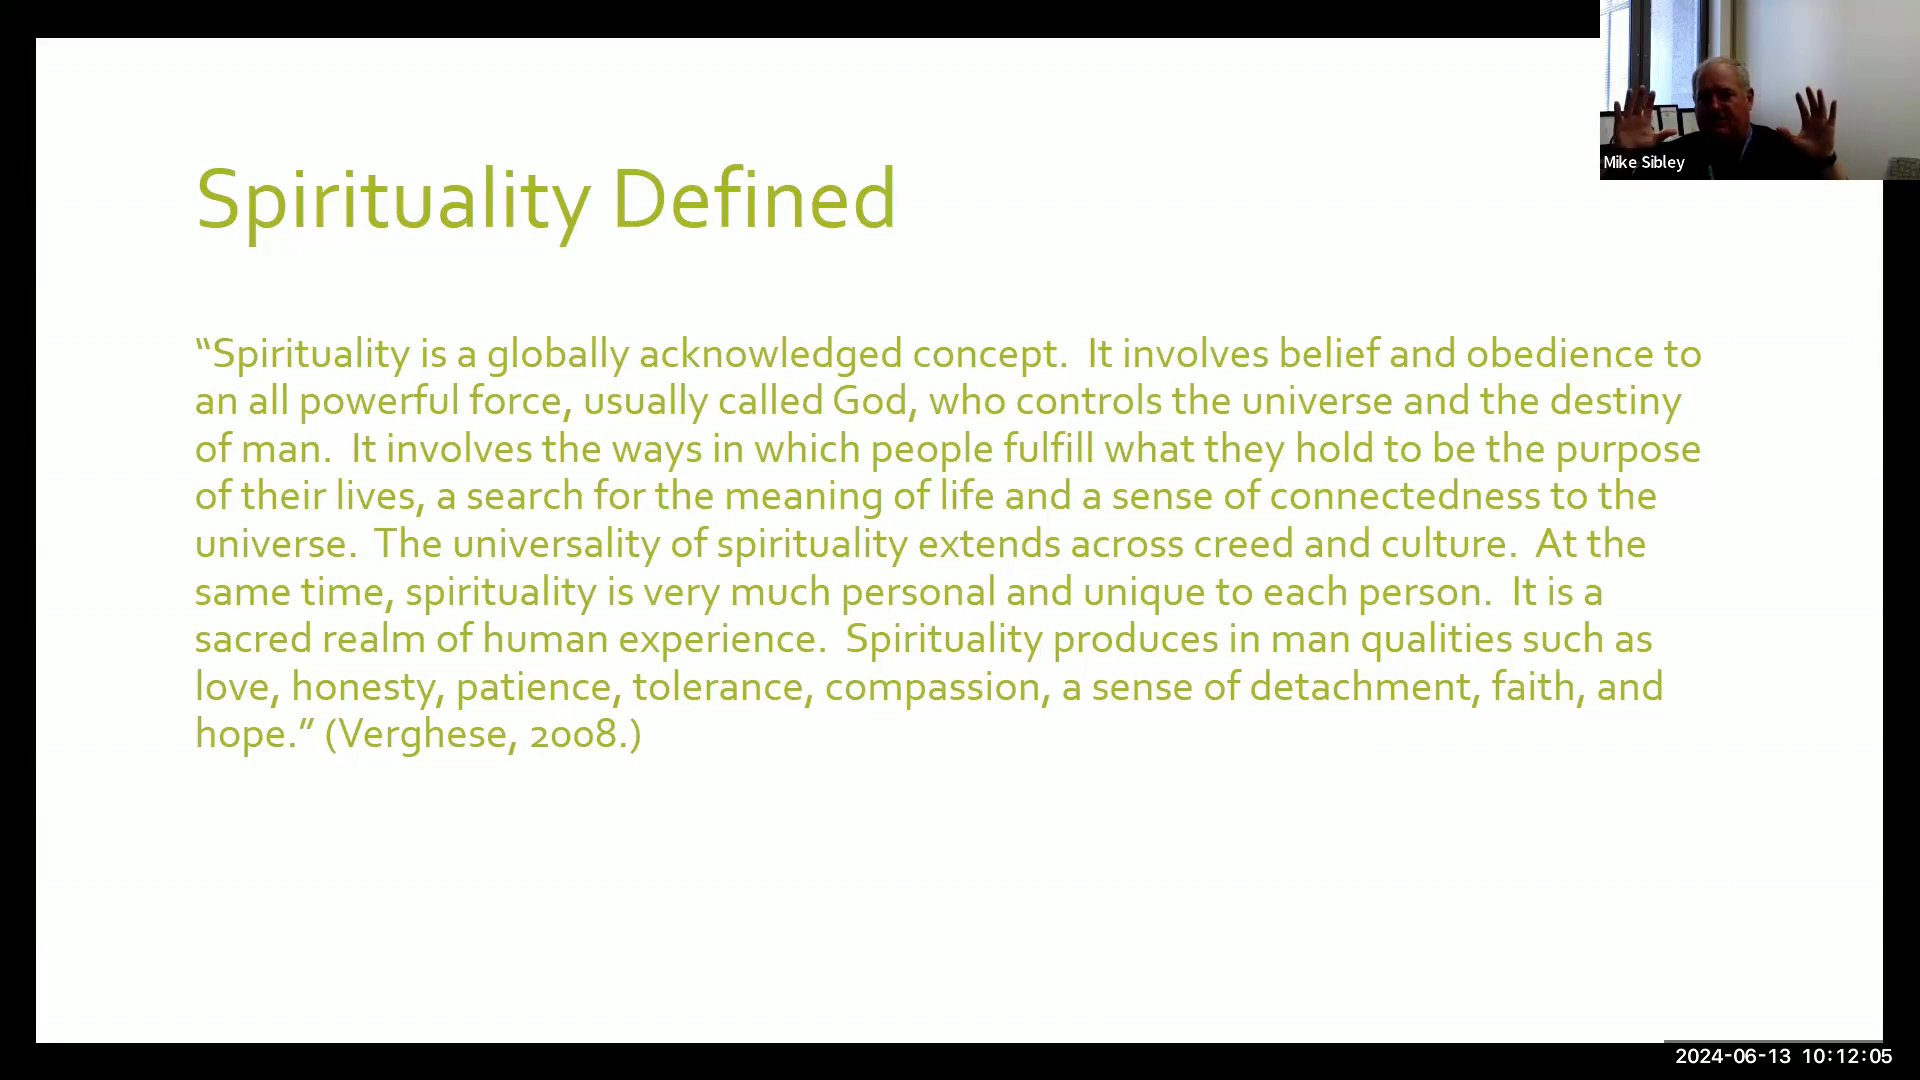 Mike Sibley
Spirituality Defined
“Spirituality is a globally acknowledged concept.  It involves belief and obedience to
an all powerful force, usually called God, who controls the universe and the destiny
of man.  It involves the ways in which people fulfill what they hold to be the purpose
of their lives, a search for the meaning of life and a sense of connectedness to the
universe.  The universality of spirituality extends across creed and culture.  At the
same time, spirituality is very much personal and unique to each person.  It is a
sacred realm of human experience.  Spirituality produces in man qualities such as
love, honesty, patience, tolerance, compassion, a sense of detachment, faith, and
hope.” (Verghese, 2008.)
2024-06-13 10:12:05